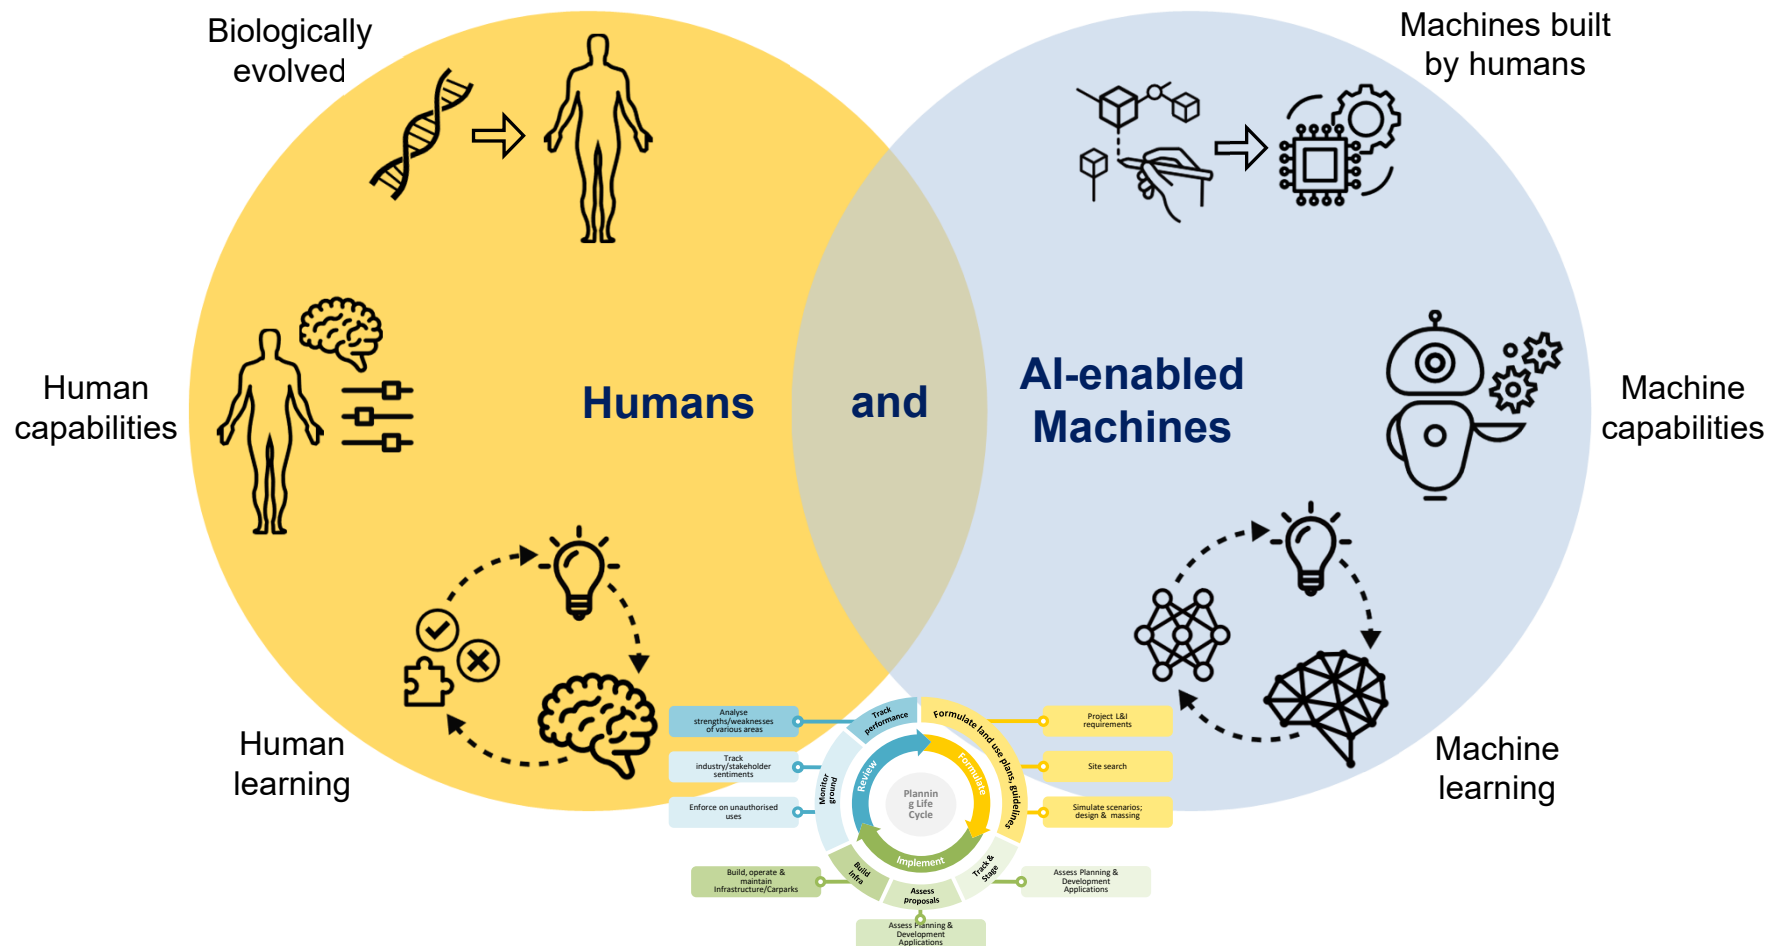 Biologically
evolved
Machines built
by humans
Human
capabilities
Humans
and
AI-enabled
Machines
Machine
capabilities
Human
learning
Machine
learning
Analyse
strengths/weaknesses
of various areas
Track
industry/stakeholder
sentiments
Enforce on unauthorised
uses
Build, operate &
maintain
Infrastructure/Carparks
Assess Planning &
Development
Applications
Assess Planning &
Development
Applications
Simulate scenarios;
design & massing
Site search
Project L&I
requirements
Track
performance
Formulate land use plans, guidelines
Monitor
ground
Build
Infra
Assess
proposals
Track &
Stage
Review
Formulate
Implement
Plannin
g Life
Cycle